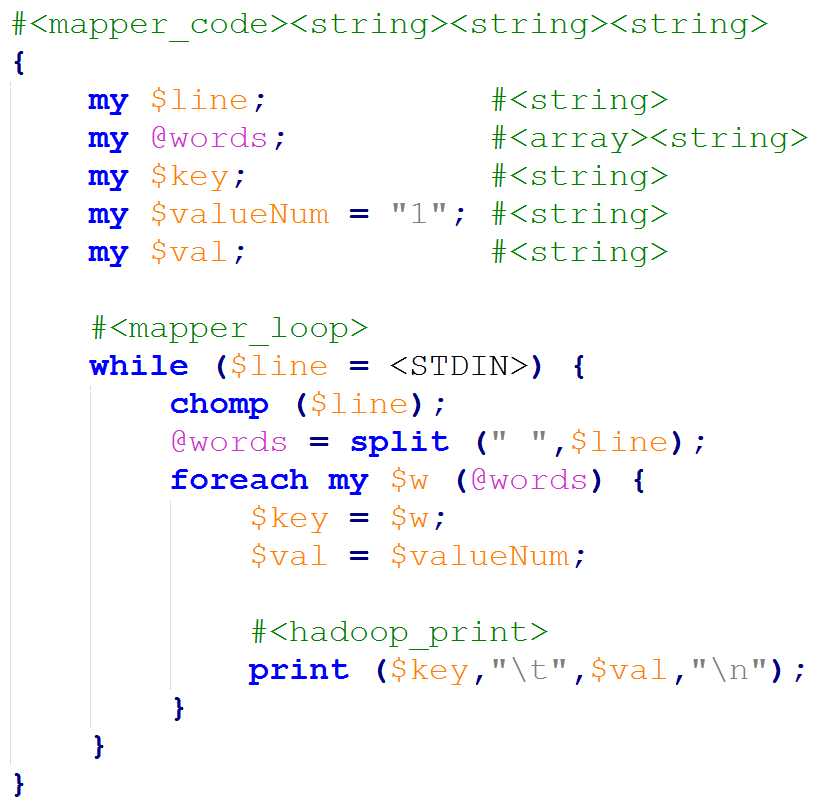 #<mapper_code><string><string><string>
{
    my $line;           #<string>
    my @words;          #<array><string>
    my $key;            #<string>
    my $valueNum = "1"; #<string>
    my $val;            #<string>

    #<mapper_loop>
    while ($line = <STDIN>) {
        chomp ($line);
        @words = split (" ",$line);
        foreach my $w (@words) {
            $key = $w;
            $val = $valueNum;

            #<hadoop_print>
            print ($key,"\t",$val,"\n");
        }
    }
}